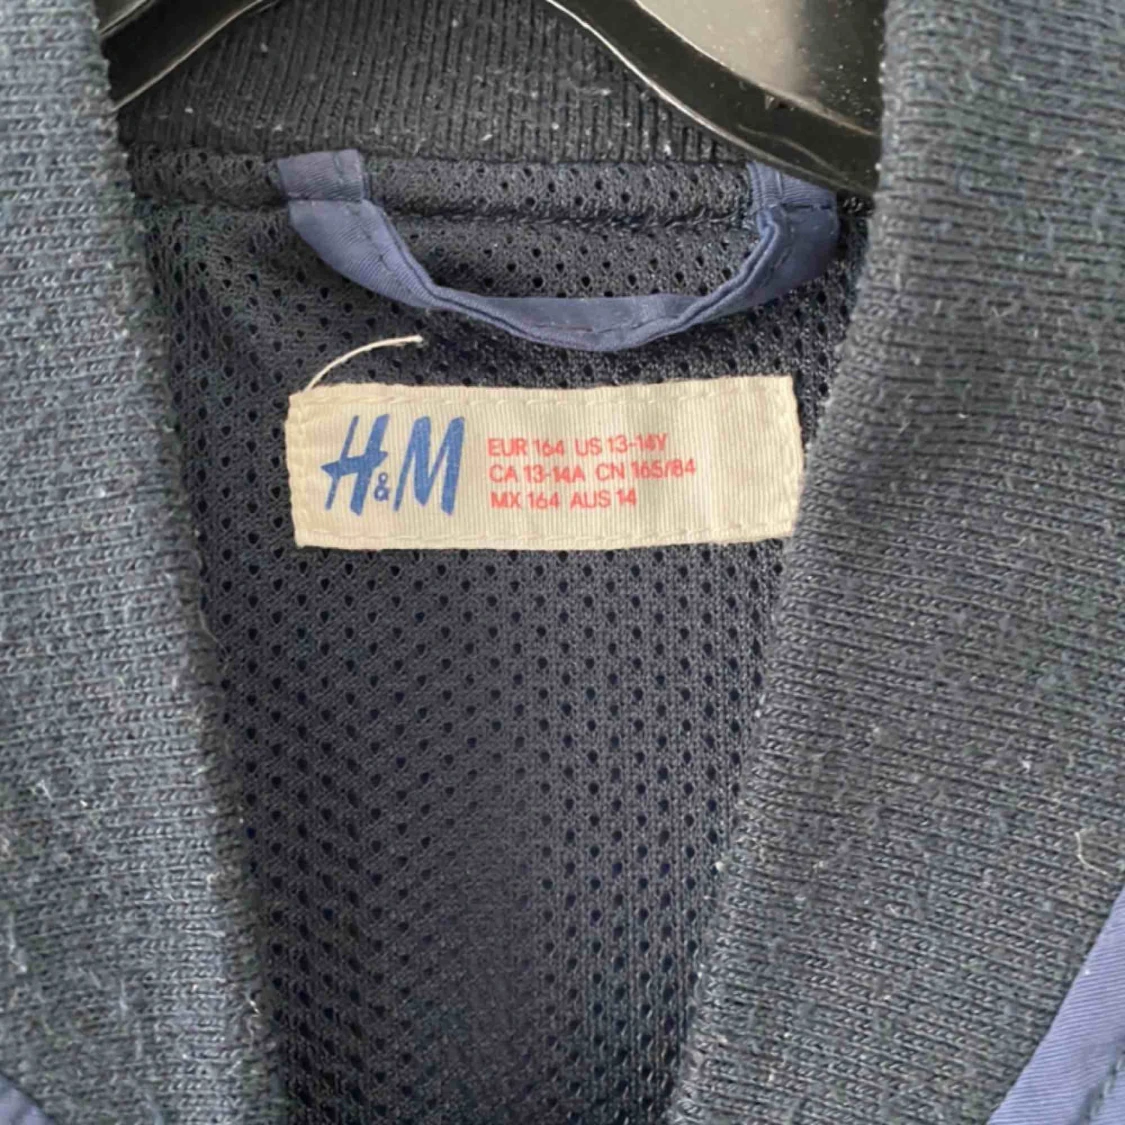 H&M
EUR 164 US 13-14Y
CA 13-14A CN 165/84
MX 164 AUS 14